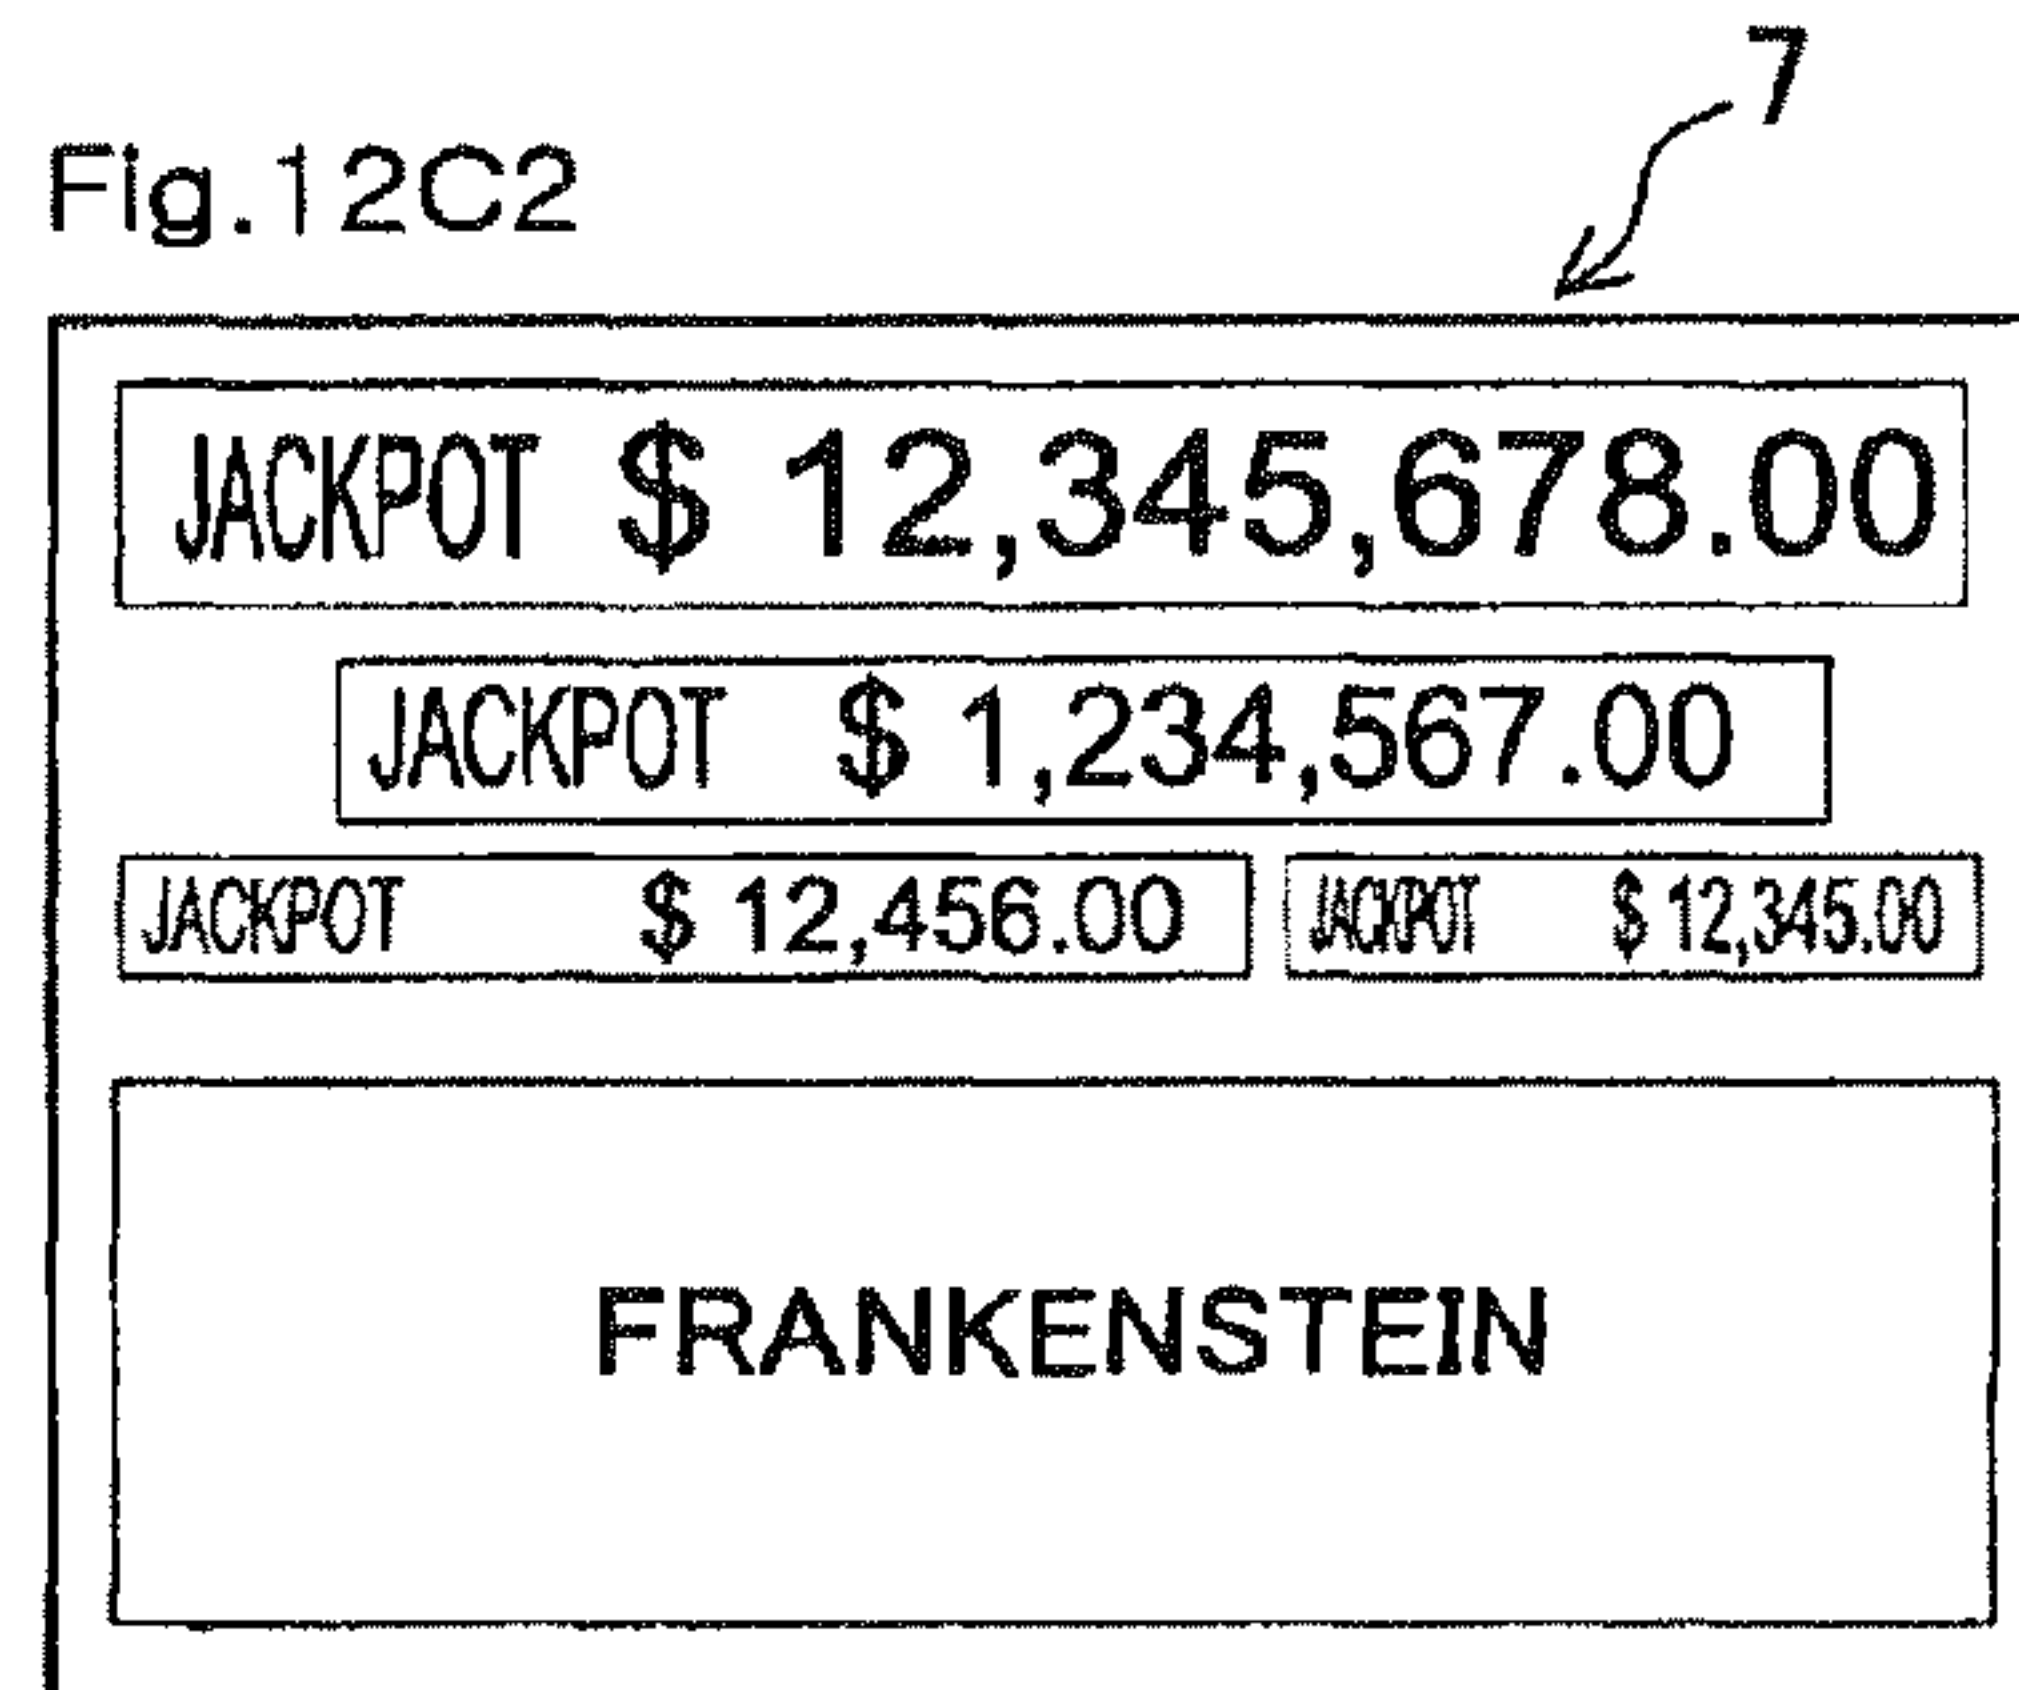 7
Fig.12C2
JACKPOT $ 12,345,678.00
JACKPOT $ 1,234,567.00
JACKPOT $ 12,456.00 JACKPOT $ 12,345.00
FRANKENSTEIN